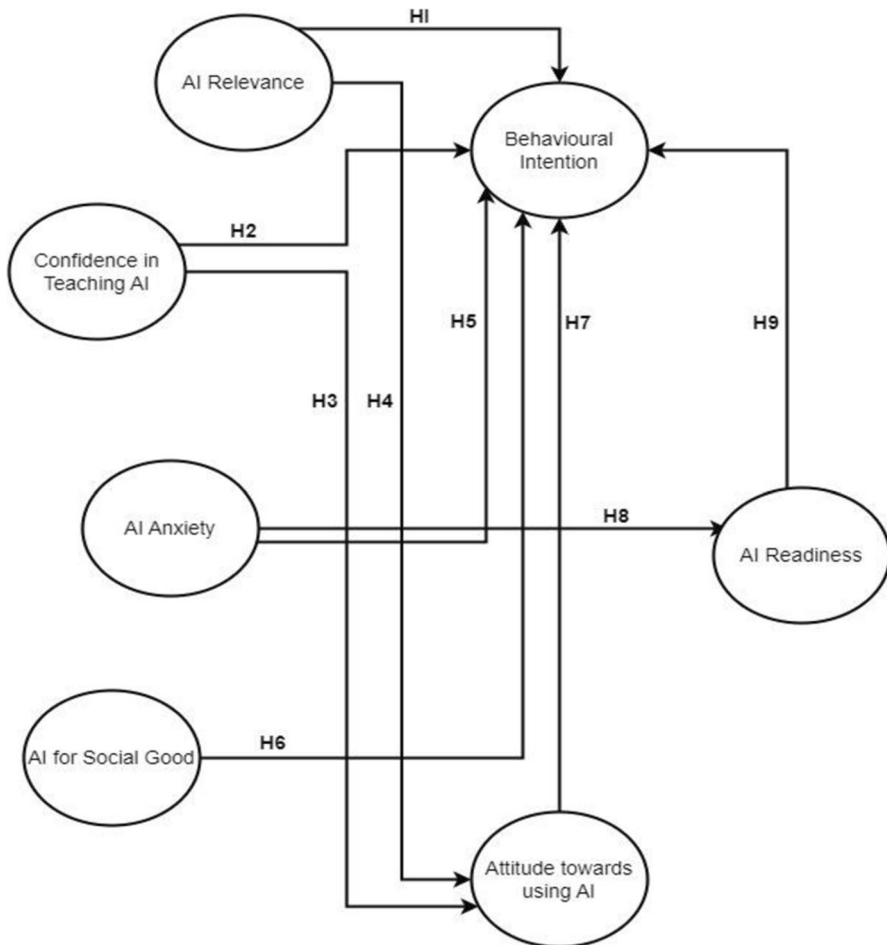 HI
AI Relevance
Behavioural
Intention
H2
Confidence in
Teaching AI
H5
H7
H9
H3
H4
AI Anxiety
H8
AI Readiness
H6
AI for Social Good
Attitude towards
using AI